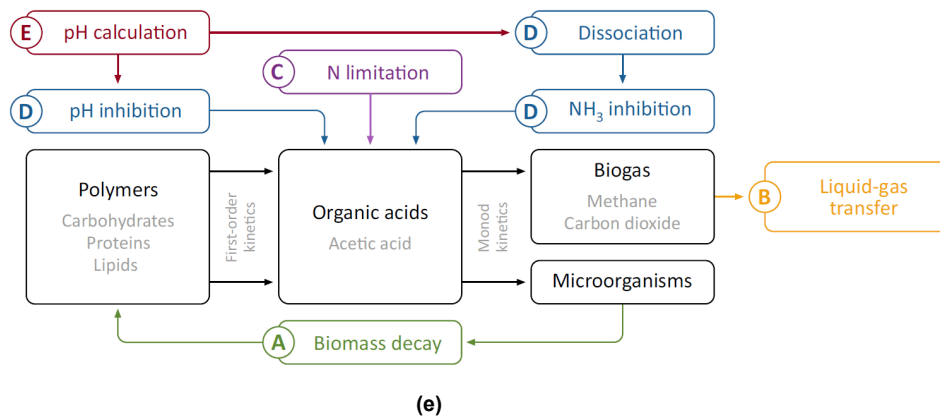 E pH calculation
D Dissociation
C N limitation
D pH inhibition
D NH₃ inhibition
Polymers
Carbohydrates
Proteins
Lipids
First-order
kinetics
Organic acids
Acetic acid
Monod
kinetics
Biogas
Methane
Carbon dioxide
B Liquid-gas
transfer
Microorganisms
A Biomass decay
(e)